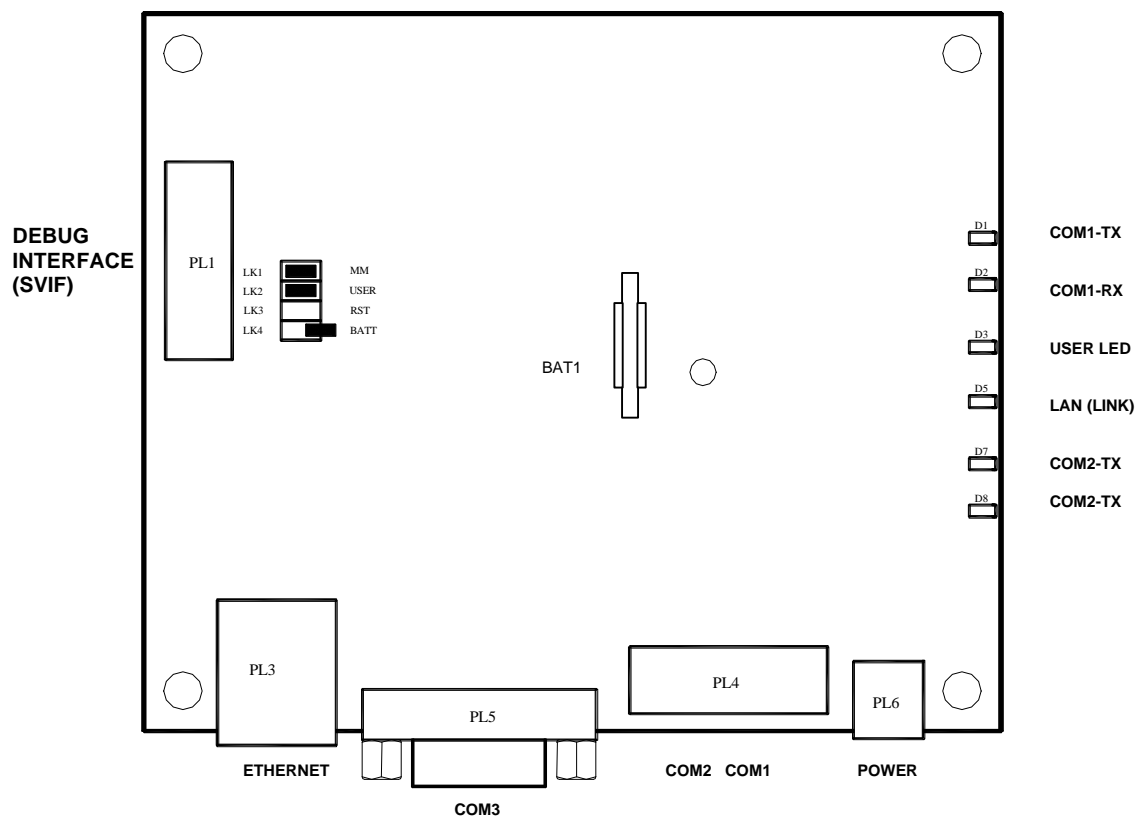 DEBUG
INTERFACE
(SVIF)
PL1
LK1 MM
LK2 USER
LK3 RST
LK4 BATT
BAT1
D1 COM1-TX
D2 COM1-RX
D3 USER LED
D5 LAN (LINK)
D7 COM2-TX
D8 COM2-TX
PL3
PL5
PL4
PL6
ETHERNET
COM3
COM2 COM1
POWER